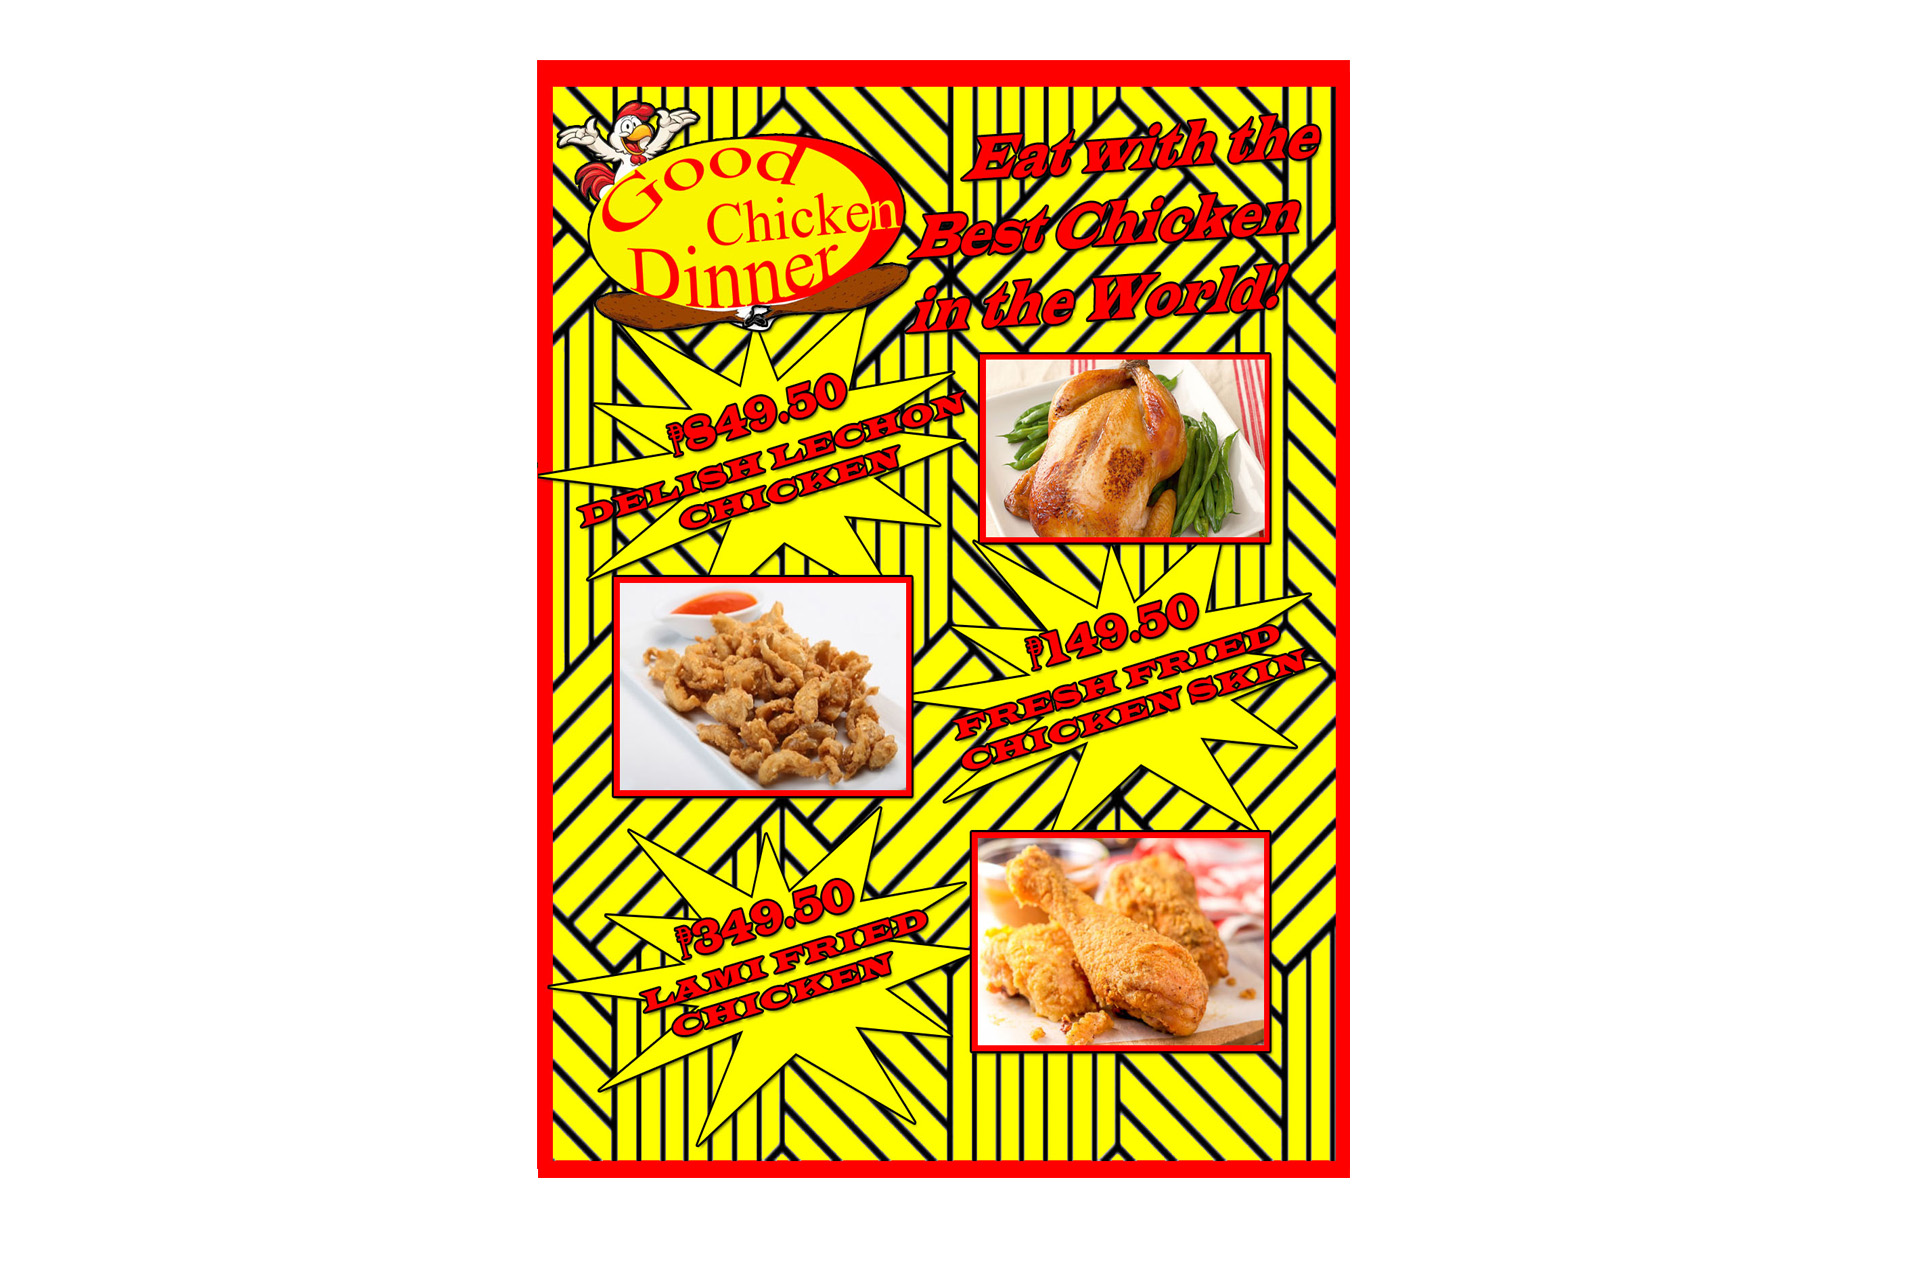 Good
Chicken
Dinner
Eat with the
Best Chicken
in the World!
₱849.50
DELISH LECHON
CHICKEN
₱149.50
FRESH FRIED
CHICKEN SKIN
₱349.50
LAMI FRIED
CHICKEN